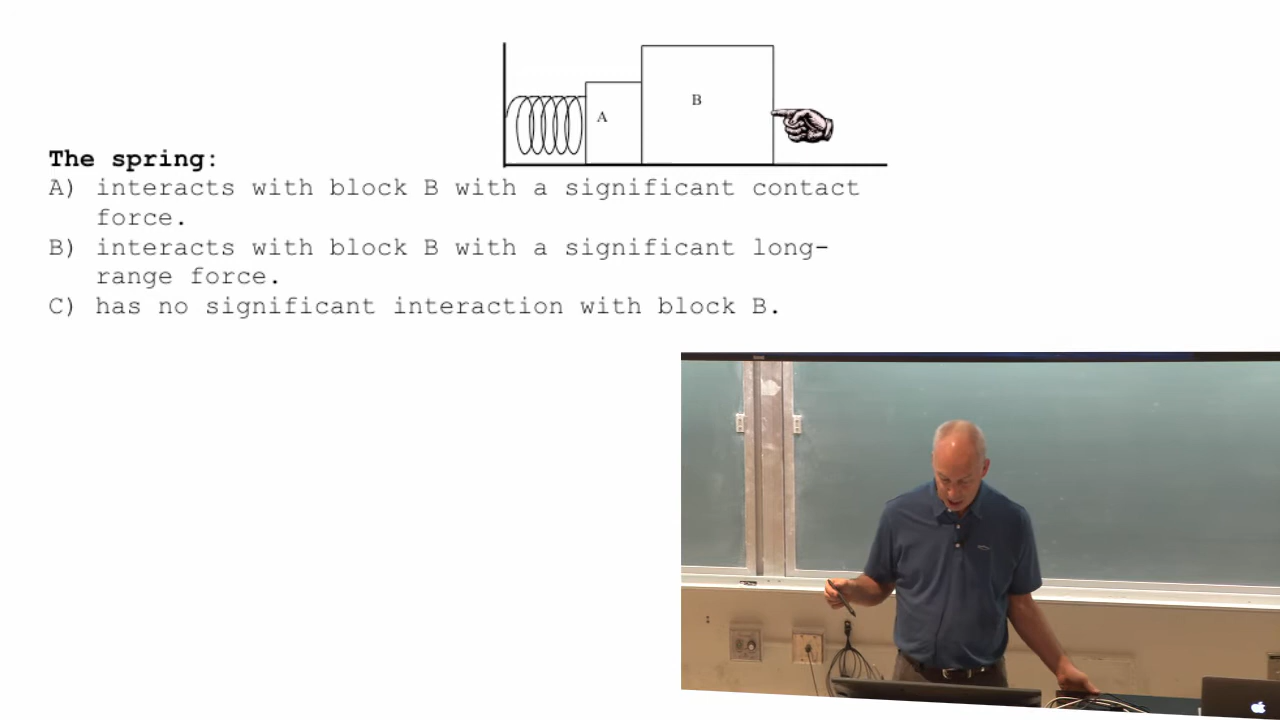 B
A
The spring:
A) interacts with block B with a significant contact
force.
B) interacts with block B with a significant long-
range force.
C) has no significant interaction with block B.